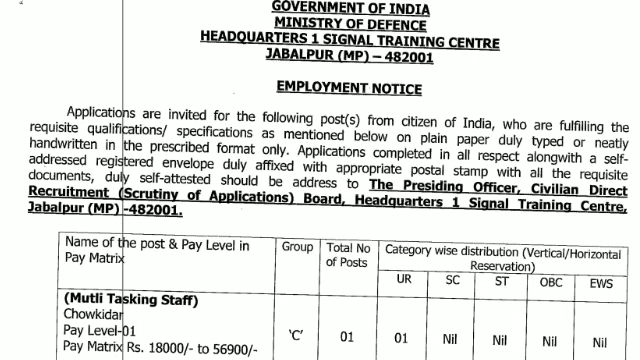 GOVERNMENT OF INDIA
MINISTRY OF DEFENCE
HEADQUARTERS 1 SIGNAL TRAINING CENTRE
JABALPUR (MP) – 482001
EMPLOYMENT NOTICE
Applications are invited for the following post(s) from citizen of India, who are fulfilling the
requisite qualifications/ specifications as mentioned below on plain paper duly typed or neatly
handwritten in the prescribed format only. Applications completed in all respect alongwith a self-
addressed registered envelope duly affixed with appropriate postal stamp with all the requisite
documents, duly self-attested should be address to The Presiding Officer, Civilian Direct
Recruitment (Scrutiny of Applications) Board, Headquarters 1 Signal Training Centre,
Jabalpur (MP) -482001.
Name of the post & Pay Level in Pay Matrix Group Total No of Posts Category wise distribution (Vertical/Horizontal Reservation)
UR SC ST OBC EWS
(Mutli Tasking Staff)
Chowkidar
Pay Level-01
Pay Matrix Rs. 18000/- to 56900/-
'C' 01 01 Nil Nil Nil Nil